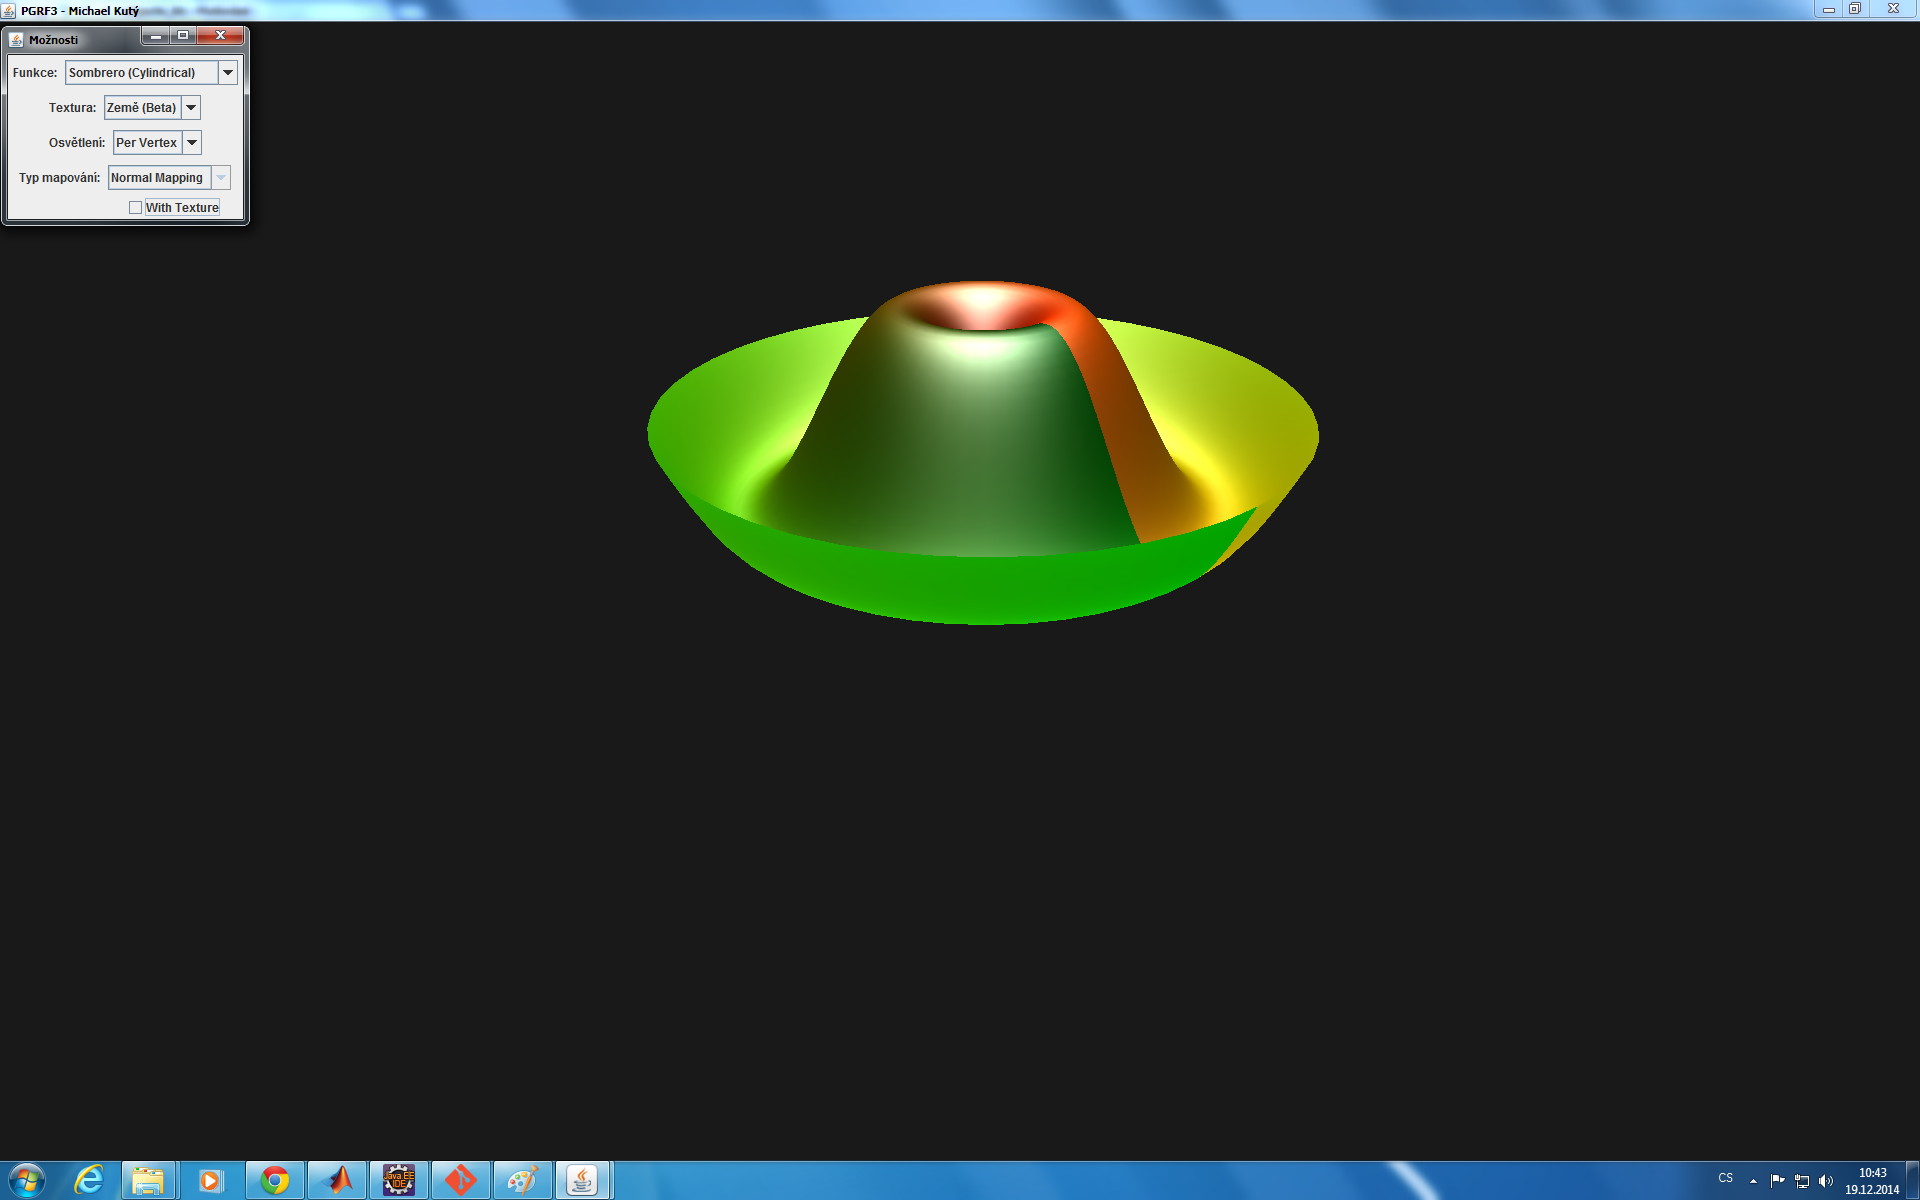 PGRF3 - Michael Kutý
Možnosti
Funkce: Sombrero (Cylindrical)
Textura: Země (Beta)
Osvětlení: Per Vertex
Typ mapování: Normal Mapping
With Texture
Java EE
IDE
CS
10:43
19.12.2014